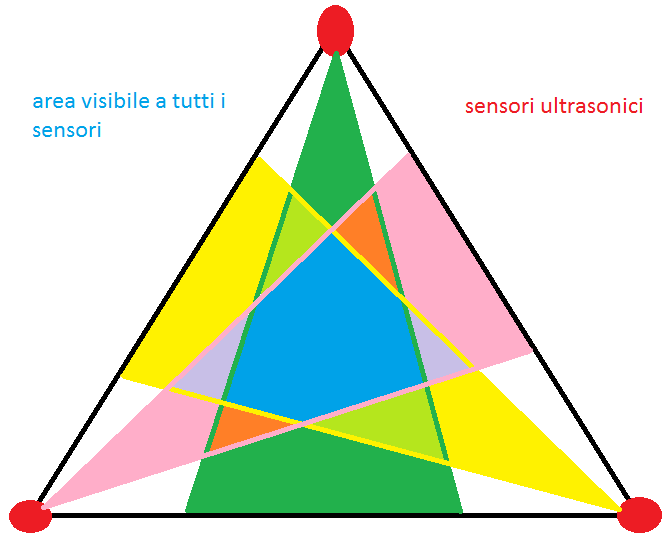 area visibile a tutti i
sensori
sensori ultrasonici